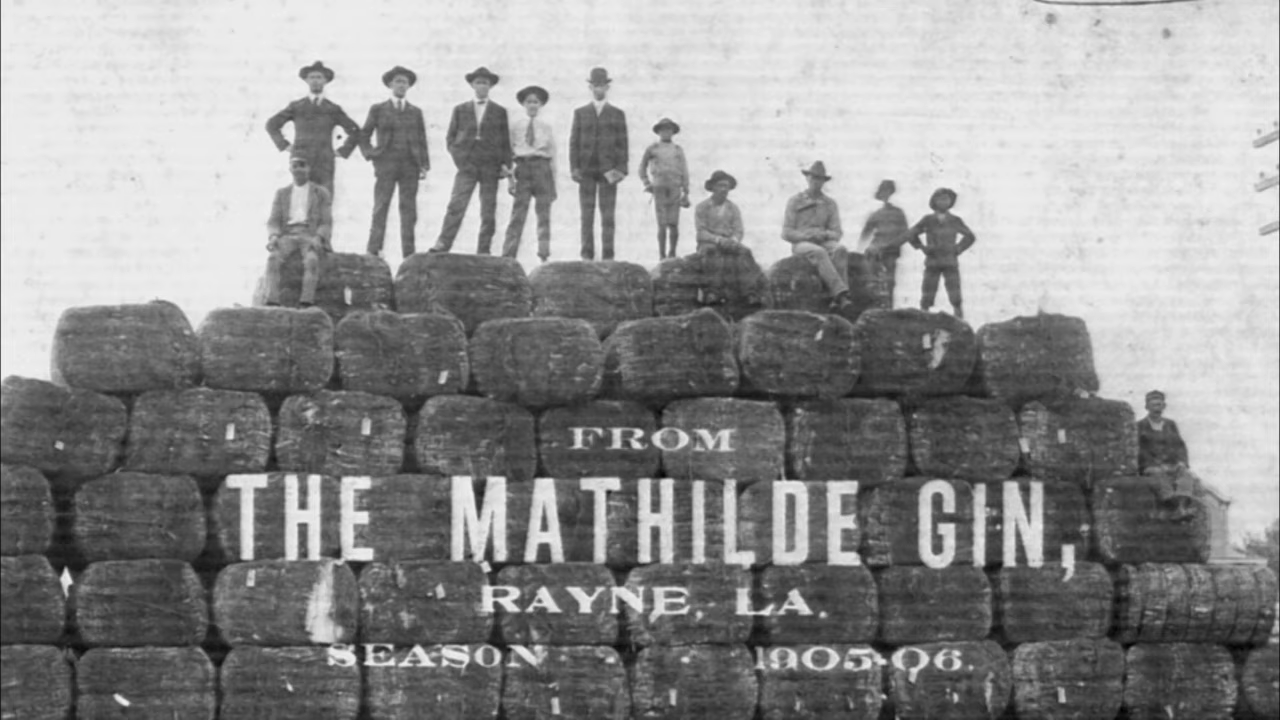 FROM
THE MATHILDE GIN,
RAYNE, LA.
SEASON 1905-06.